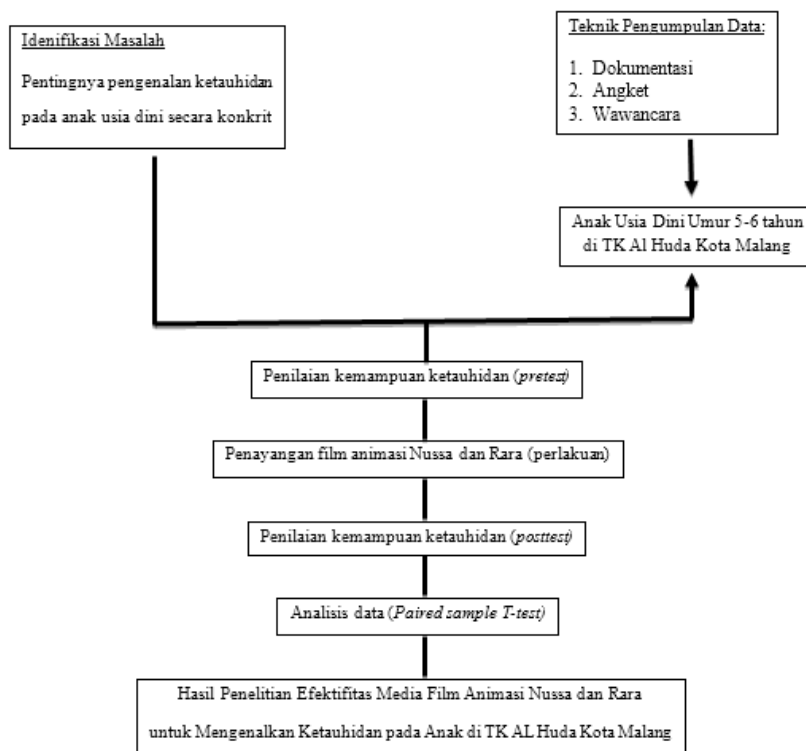 Idenifikasi Masalah
Pentingnya pengenalan ketauhidan
pada anak usia dini secara konkrit
Teknik Pengumpulan Data:
1. Dokumentasi
2. Angket
3. Wawancara
Anak Usia Dini Umur 5-6 tahun
di TK Al Huda Kota Malang
Penilaian kemampuan ketauhidan (pretest)
Penayangan film animasi Nussa dan Rara (perlakuan)
Penilaian kemampuan ketauhidan (posttest)
Analisis data (Paired sample T-test)
Hasil Penelitian Efektifitas Media Film Animasi Nussa dan Rara
untuk Mengenalkan Ketauhidan pada Anak di TK AL Huda Kota Malang